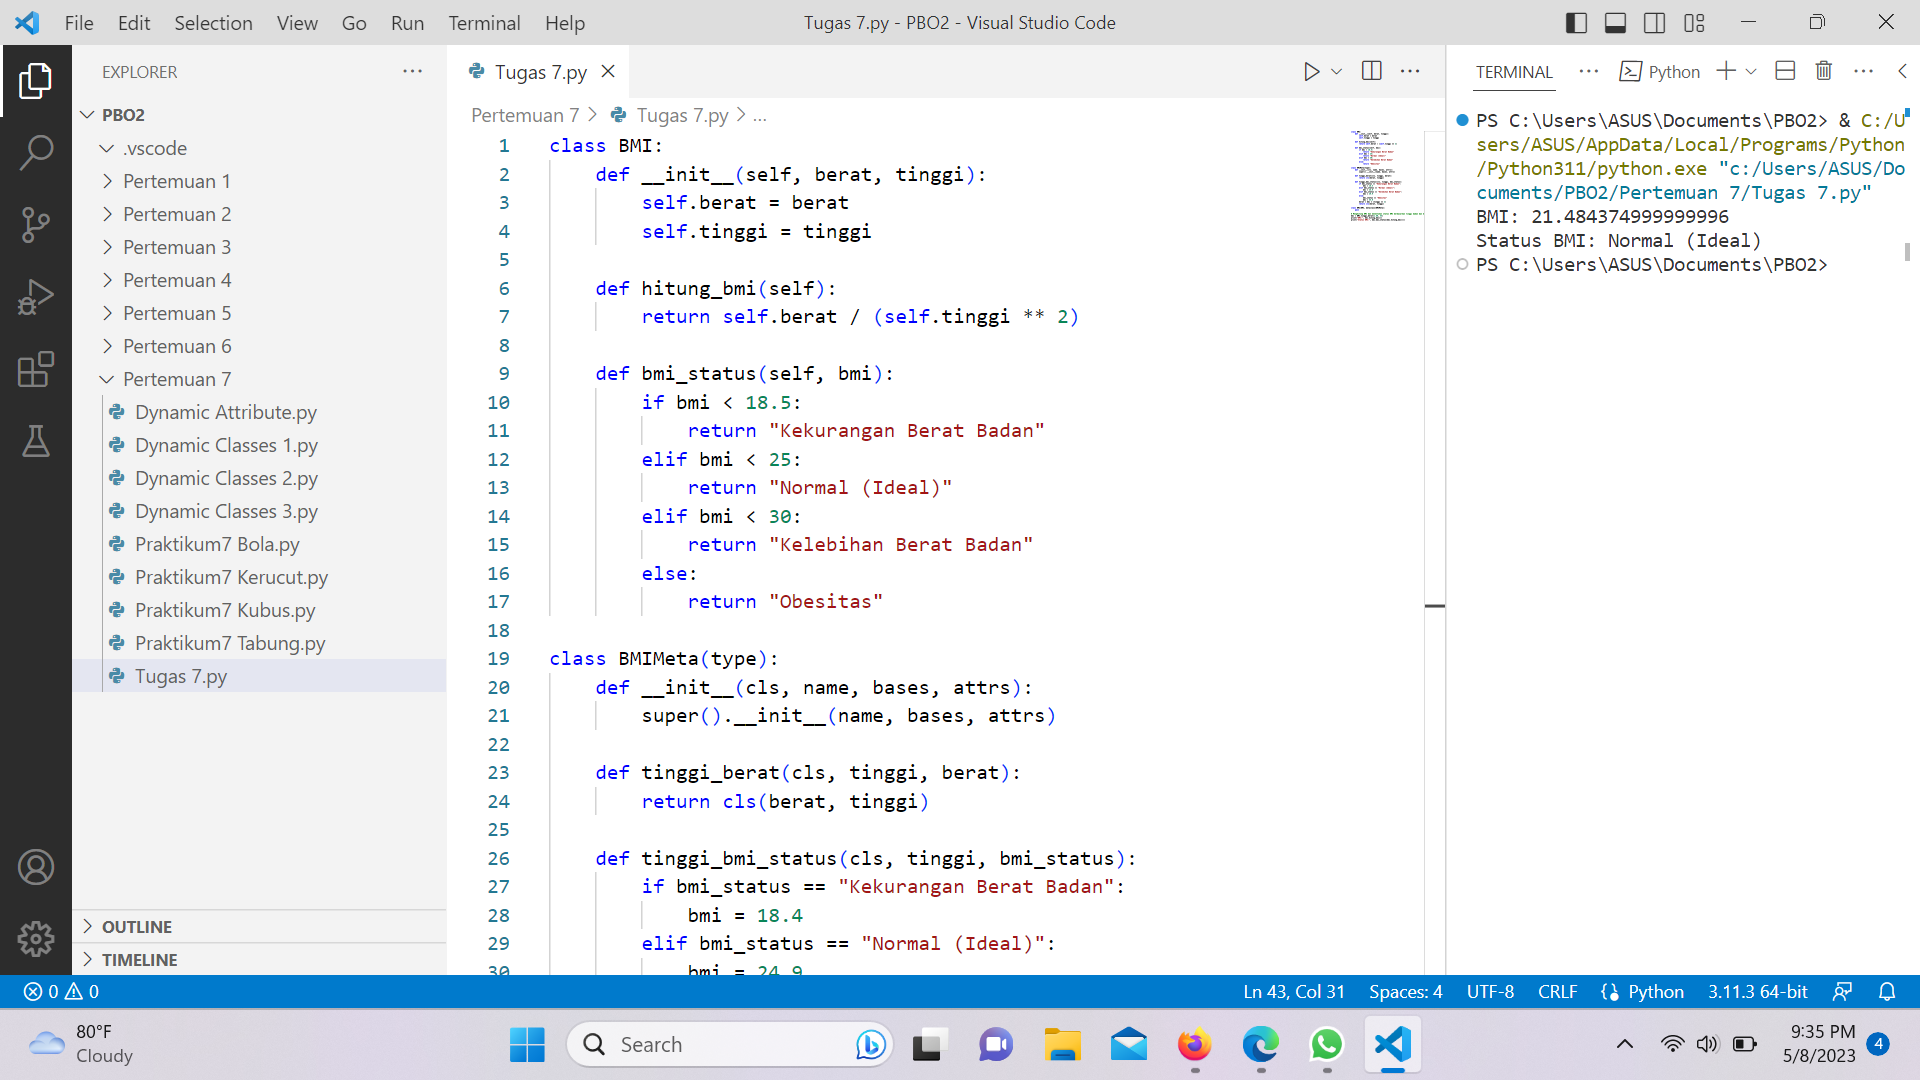 File Edit Selection View Go Run Terminal Help
Tugas 7.py - PBO2 - Visual Studio Code
EXPLORER
PBO2
.vscode
Pertemuan 1
Pertemuan 2
Pertemuan 3
Pertemuan 4
Pertemuan 5
Pertemuan 6
Pertemuan 7
Dynamic Attribute.py
Dynamic Classes 1.py
Dynamic Classes 2.py
Dynamic Classes 3.py
Praktikum7 Bola.py
Praktikum7 Kerucut.py
Praktikum7 Kubus.py
Praktikum7 Tabung.py
Tugas 7.py
OUTLINE
TIMELINE
Tugas 7.py
Pertemuan 7 > Tugas 7.py > ...
1 class BMI:
2     def __init__(self, berat, tinggi):
3         self.berat = berat
4         self.tinggi = tinggi
5
6     def hitung_bmi(self):
7         return self.berat / (self.tinggi ** 2)
8
9     def bmi_status(self, bmi):
10         if bmi < 18.5:
11             return "Kekurangan Berat Badan"
12         elif bmi < 25:
13             return "Normal (Ideal)"
14         elif bmi < 30:
15             return "Kelebihan Berat Badan"
16         else:
17             return "Obesitas"
18
19 class BMIMeta(type):
20     def __init__(cls, name, bases, attrs):
21         super().__init__(name, bases, attrs)
22
23     def tinggi_berat(cls, tinggi, berat):
24         return cls(berat, tinggi)
25
26     def tinggi_bmi_status(cls, tinggi, bmi_status):
27         if bmi_status == "Kekurangan Berat Badan":
28             bmi = 18.4
29         elif bmi_status == "Normal (Ideal)":
30             bmi = 24.9
TERMINAL
Python
PS C:\Users\ASUS\Documents\PBO2> & C:/U
sers/ASUS/AppData/Local/Programs/Python
/Python311/python.exe "c:/Users/ASUS/Do
cuments/PBO2/Pertemuan 7/Tugas 7.py"
BMI: 21.484374999999996
Status BMI: Normal (Ideal)
PS C:\Users\ASUS\Documents\PBO2>
0 0
Ln 43, Col 31
Spaces: 4
UTF-8
CRLF
Python
3.11.3 64-bit
80°F
Cloudy
Search
9:35 PM
5/8/2023
4